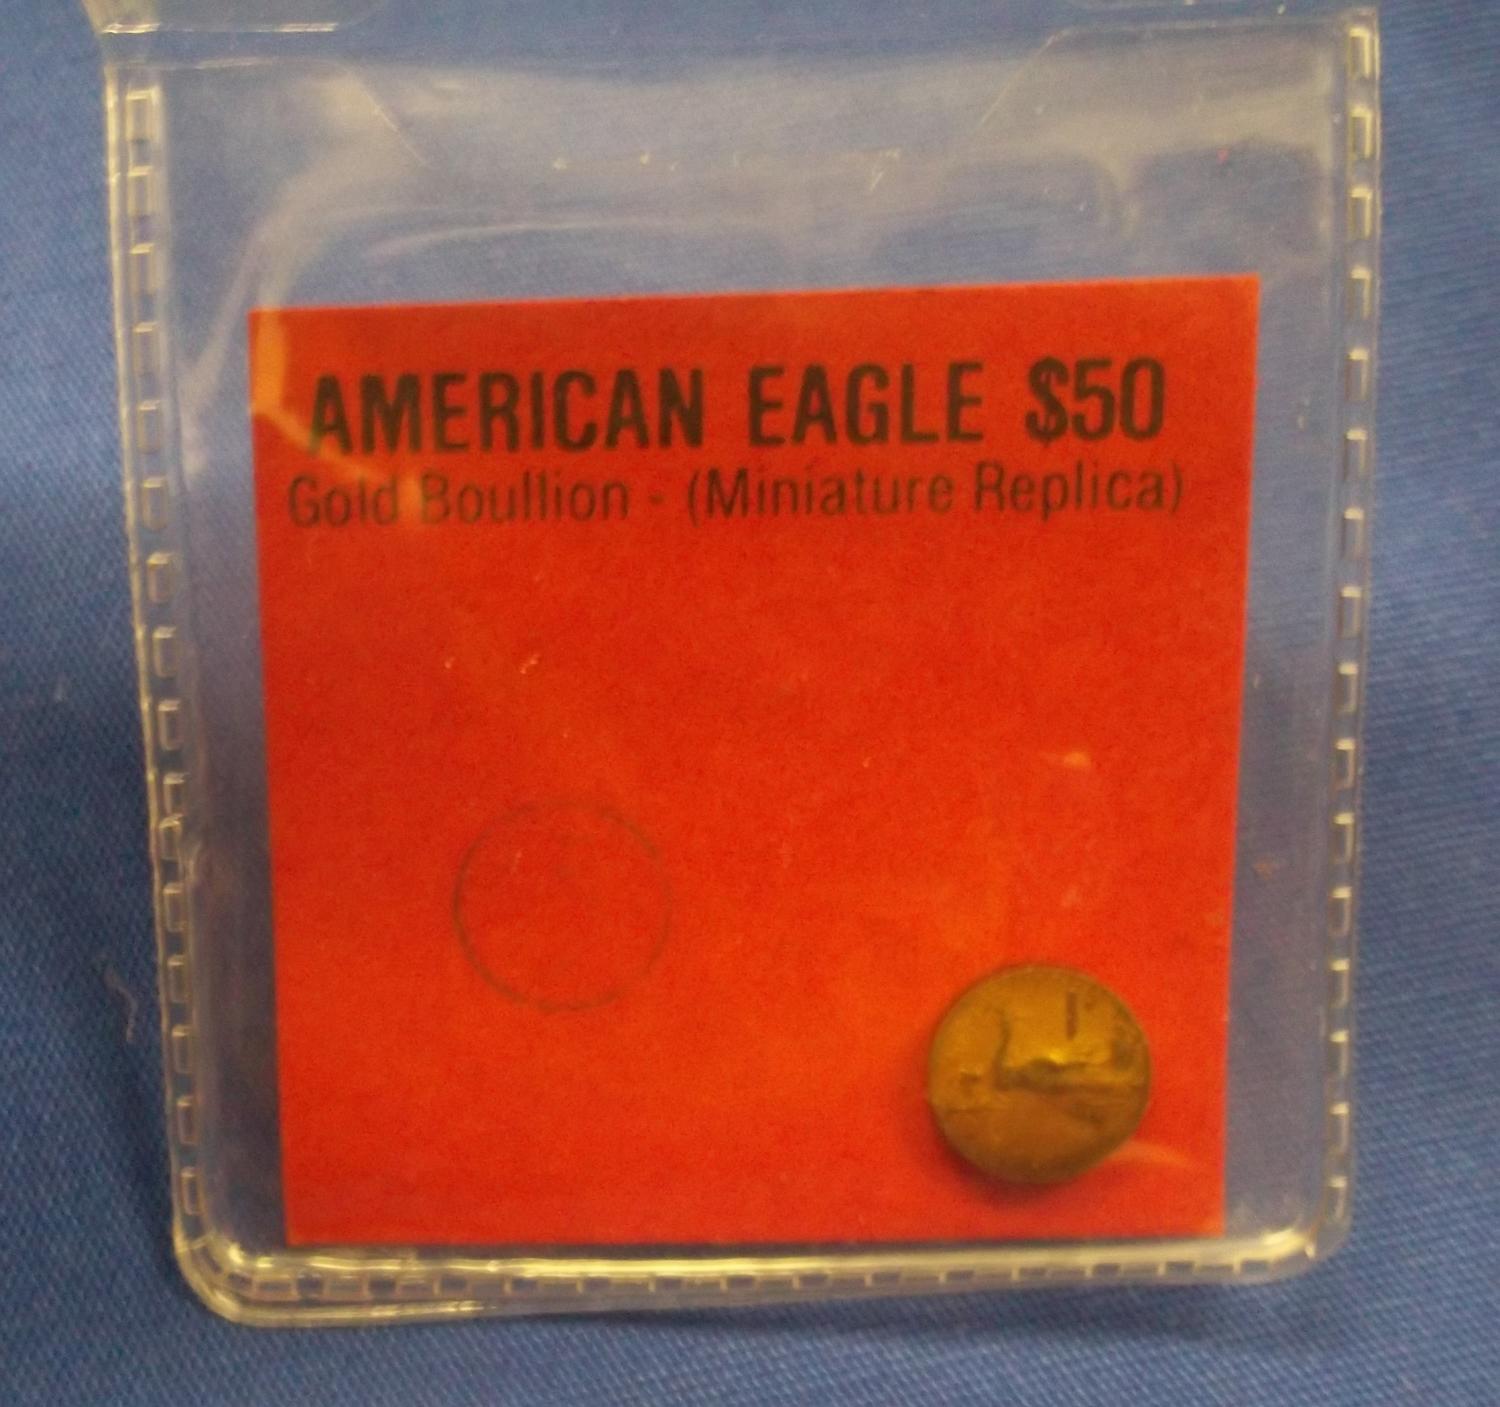 AMERICAN EAGLE $50
Gold Boullion - (Miniature Replica)